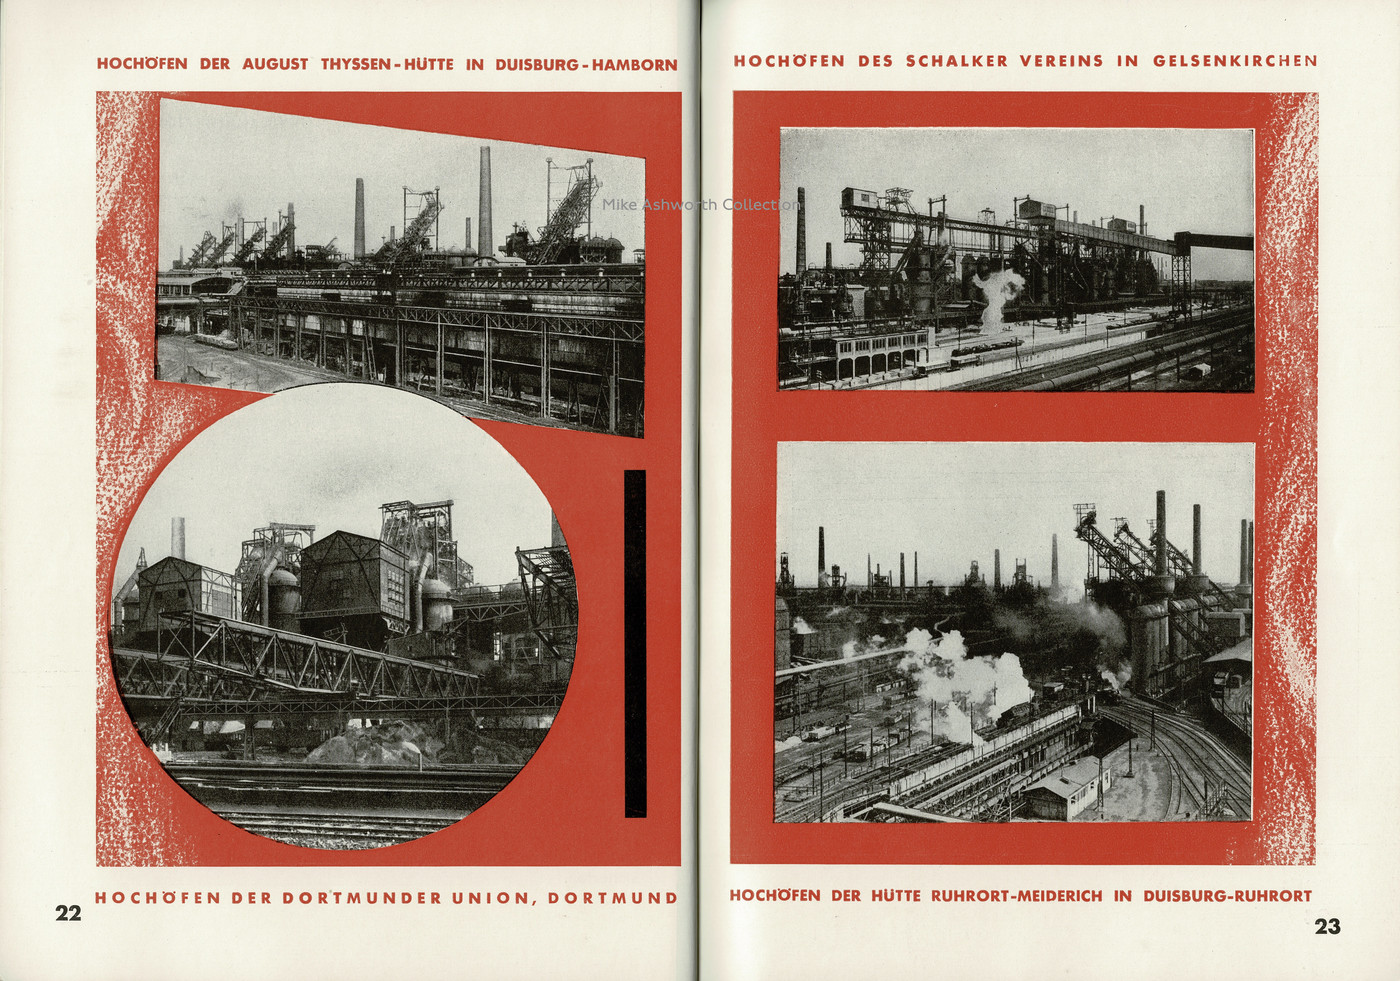 HOCHÖFEN DER AUGUST THYSSEN-HÜTTE IN DUISBURG-HAMBORN
HOCHÖFEN DER DORTMUNDER UNION, DORTMUND
22
HOCHÖFEN DES SCHALKER VEREINS IN GELSENKIRCHEN
Mike Ashworth Collection
HOCHÖFEN DER HÜTTE RUHRORT-MEIDERICH IN DUISBURG-RUHRORT
23